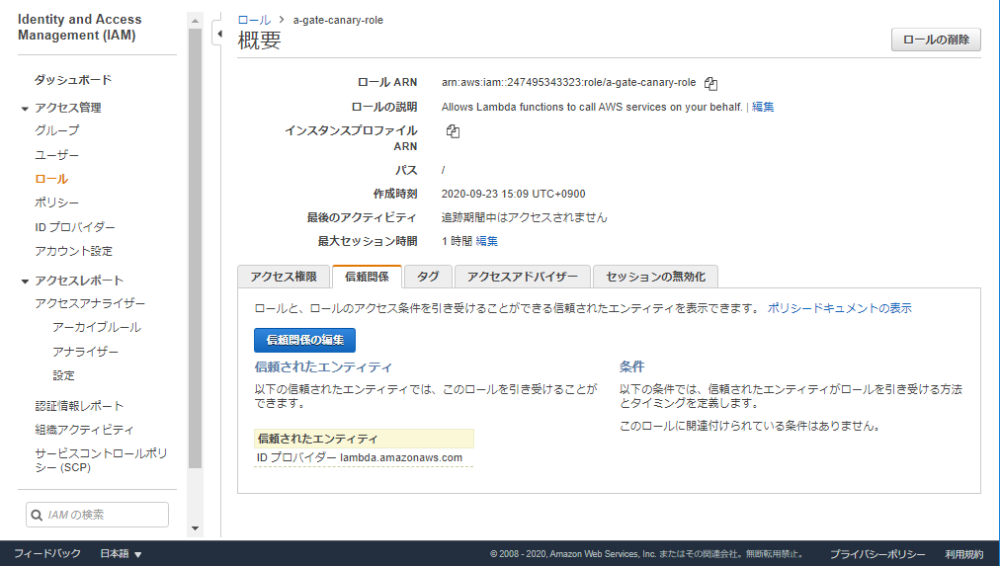 Identity and Access
Management (IAM)
ダッシュボード
アクセス管理
グループ
ユーザー
ロール
ポリシー
ID プロバイダー
アカウント設定
アクセスレポート
アクセスアナライザー
アーカイブルール
アナライザー
設定
認証情報レポート
組織アクティビティ
サービスコントロールポリ
シー (SCP)
IAM の検索
ロール > a-gate-canary-role
概要
ロールの削除
ロール ARN arn:aws:iam::247495343323:role/a-gate-canary-role
ロールの説明 Allows Lambda functions to call AWS services on your behalf. | 編集
インスタンスプロファイル
ARN
パス /
作成時刻 2020-09-23 15:09 UTC+0900
最後のアクティビティ 追跡期間中はアクセスされません
最大セッション時間 1 時間 編集
アクセス権限 信頼関係 タグ アクセスアドバイザー セッションの無効化
ロールと、ロールのアクセス条件を引き受けることができる信頼されたエンティティを表示できます。 ポリシードキュメントの表示
信頼関係の編集
信頼されたエンティティ
以下の信頼されたエンティティでは、このロールを引き受けることが
できます。
信頼されたエンティティ
ID プロバイダー lambda.amazonaws.com
条件
以下の条件では、信頼されたエンティティがロールを引き受ける方法
とタイミングを定義します。
このロールに関連付けられている条件はありません。
フィードバック 日本語 © 2008 - 2020, Amazon Web Services, Inc. またはその関連会社。無断転用禁止。 プライバシーポリシー 利用規約